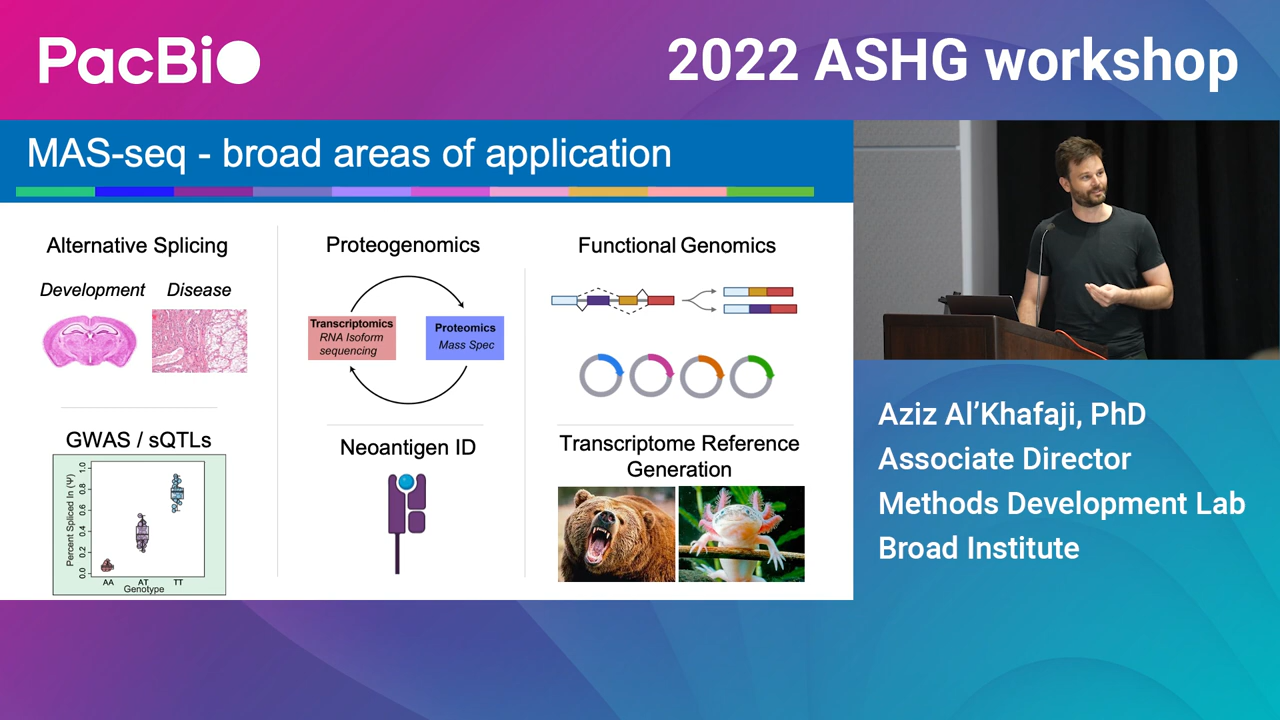 PacBio
2022 ASHG workshop
MAS-seq - broad areas of application
Alternative Splicing
Development
Disease
GWAS / sQTLs
Percent Spliced In (Ψ)
1.0
0.8
0.6
0.4
0.2
0.0
AA
AT
TT
Genotype
Proteogenomics
Transcriptomics
RNA Isoform
sequencing
Proteomics
Mass Spec
Neoantigen ID
Functional Genomics
Transcriptome Reference
Generation
Aziz Al’Khafaji, PhD
Associate Director
Methods Development Lab
Broad Institute